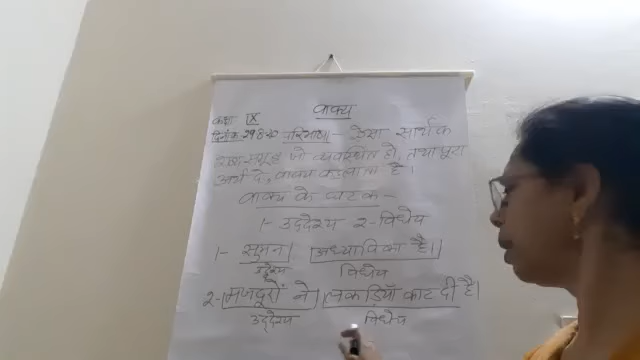 वाक्य
कक्षा IX
दिनांक 29.8.20 परिभाषा - ऐसा सार्थक
शब्द-समूह जो व्यवस्थित हो, तथा पूरा
अर्थ दे, वाक्य कहलाता है।
वाक्य के घटक -
1- उद्देश्य 2- विधेय
1- सुमन अध्यापिका है।
उद्देश्य विधेय
2- मजदूरों ने लकड़ियाँ काट दी है।
उद्देश्य विधेय